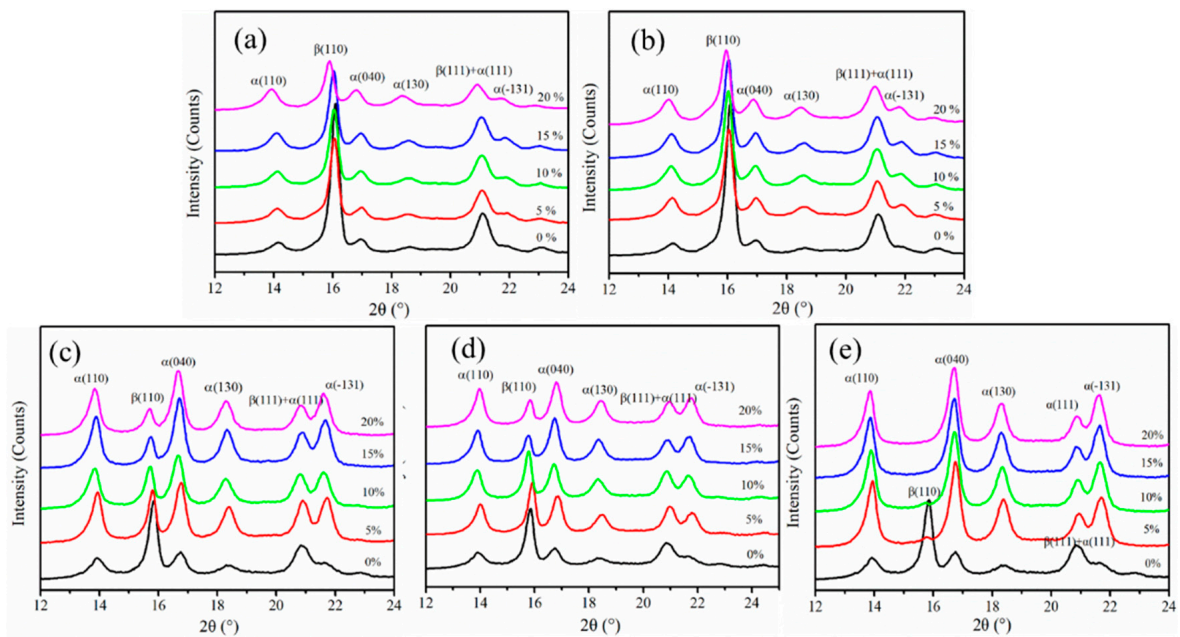 (a)
β(110)
α(110)
α(040)
α(130)
β(111)+α(111)
α(-131)
20 %
15 %
10 %
5 %
0 %
Intensity (Counts)
12 14 16 18 20 22 24
2θ (°)
(b)
β(110)
α(110)
α(040)
α(130)
β(111)+α(111)
α(-131)
20 %
15 %
10 %
5 %
0 %
Intensity (Counts)
12 14 16 18 20 22 24
2θ (°)
(c)
α(110)
β(110)
α(040)
α(130)
β(111)+α(111)
α(-131)
20%
15%
10%
5%
0%
Intensity (Counts)
12 14 16 18 20 22 24
2θ (°)
(d)
α(110)
β(110)
α(040)
α(130)
β(111)+α(111)
α(-131)
20%
15%
10%
5%
0%
12 14 16 18 20 22 24
2θ (°)
(e)
α(110)
α(040)
α(130)
α(111)
α(-131)
20%
15%
10%
β(110)
5%
β(111)+α(111)
0%
Intensity (Counts)
12 14 16 18 20 22 24
2θ (°)